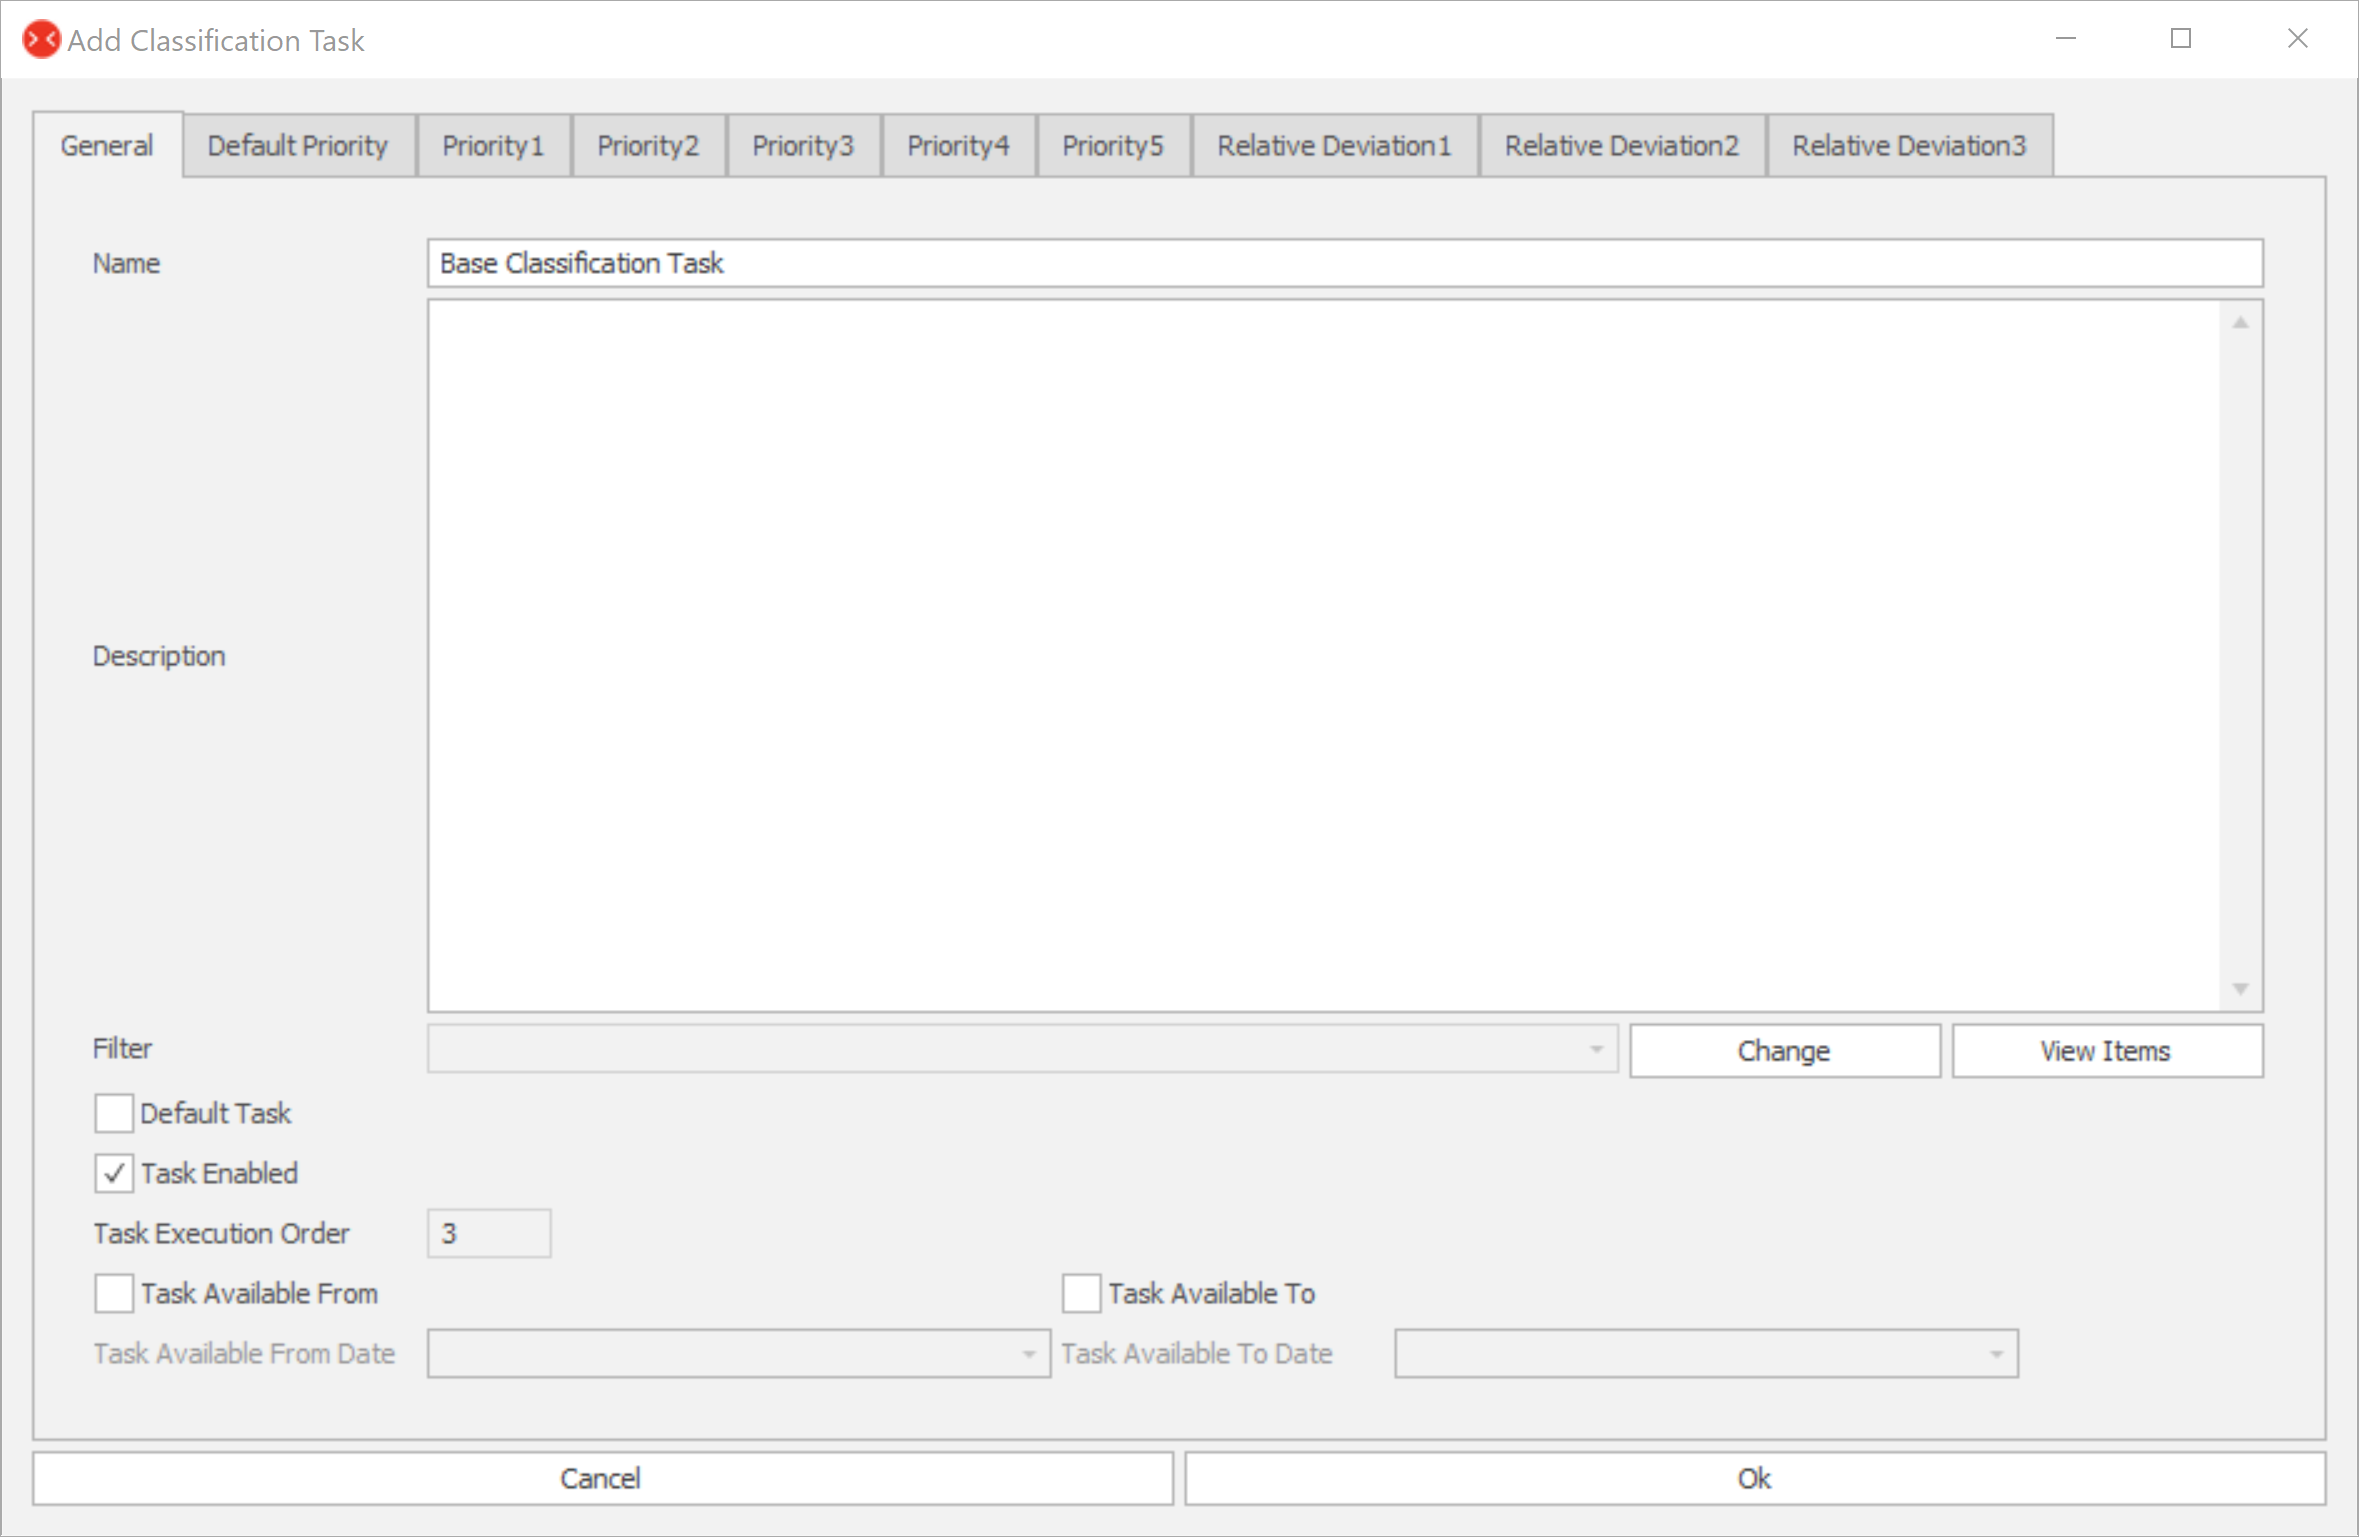 Add Classification Task
General Default Priority Priority1 Priority2 Priority3 Priority4 Priority5 Relative Deviation1 Relative Deviation2 Relative Deviation3
Name Base Classification Task
Description
Filter Change View Items
Default Task
Task Enabled
Task Execution Order 3
Task Available From Task Available To
Task Available From Date Task Available To Date
Cancel Ok